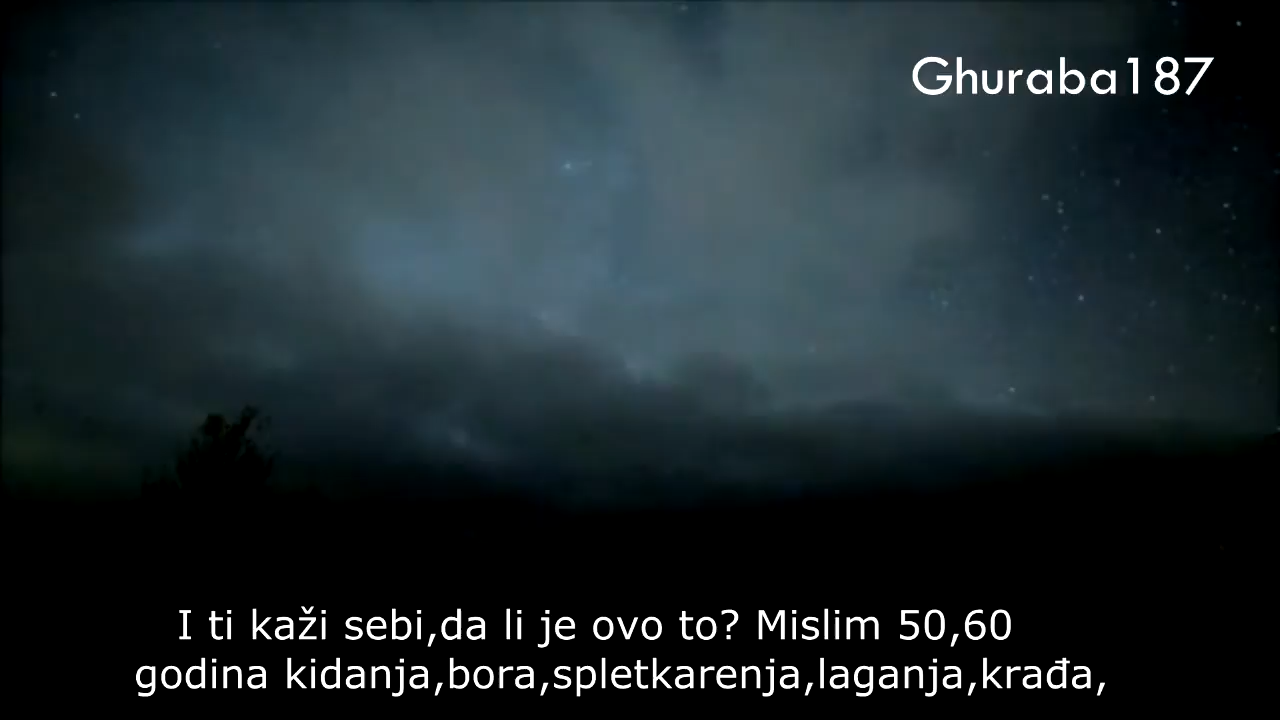 Ghuraba187
I ti kaži sebi,da li je ovo to? Mislim 50,60
godina kidanja,bora,spletkarenja,laganja,krađa,